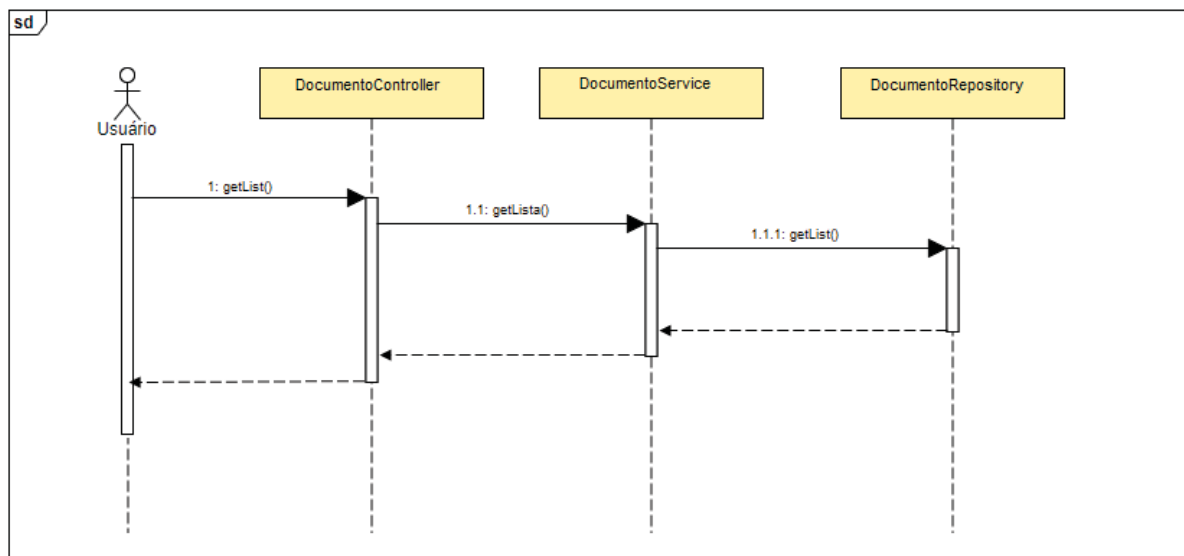 sd
Usuário
DocumentoController
DocumentoService
DocumentoRepository
1: getList()
1.1: getLista()
1.1.1: getList()